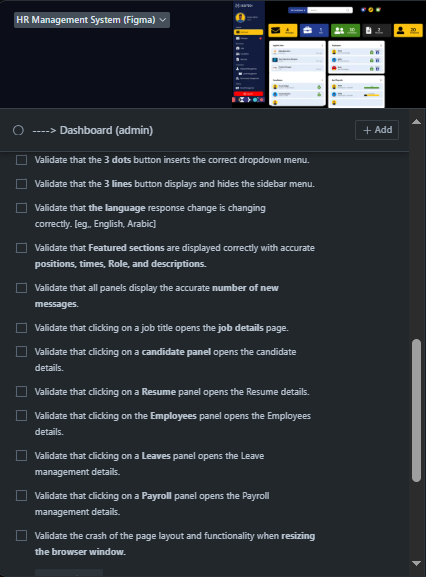 HR Management System (Figma)
----> Dashboard (admin)
+ Add
Validate that the 3 dots button inserts the correct dropdown menu.
Validate that the 3 lines button displays and hides the sidebar menu.
Validate that the language response change is changing
correctly. [eg,, English, Arabic]
Validate that Featured sections are displayed correctly with accurate
positions, times, Role, and descriptions.
Validate that all panels display the accurate number of new
messages.
Validate that clicking on a job title opens the job details page.
Validate that clicking on a candidate panel opens the candidate
details.
Validate that clicking on a Resume panel opens the Resume details.
Validate that clicking on the Employees panel opens the Employees
details.
Validate that clicking on a Leaves panel opens the Leave
management details.
Validate that clicking on a Payroll panel opens the Payroll
management details.
Validate the crash of the page layout and functionality when resizing
the browser window.